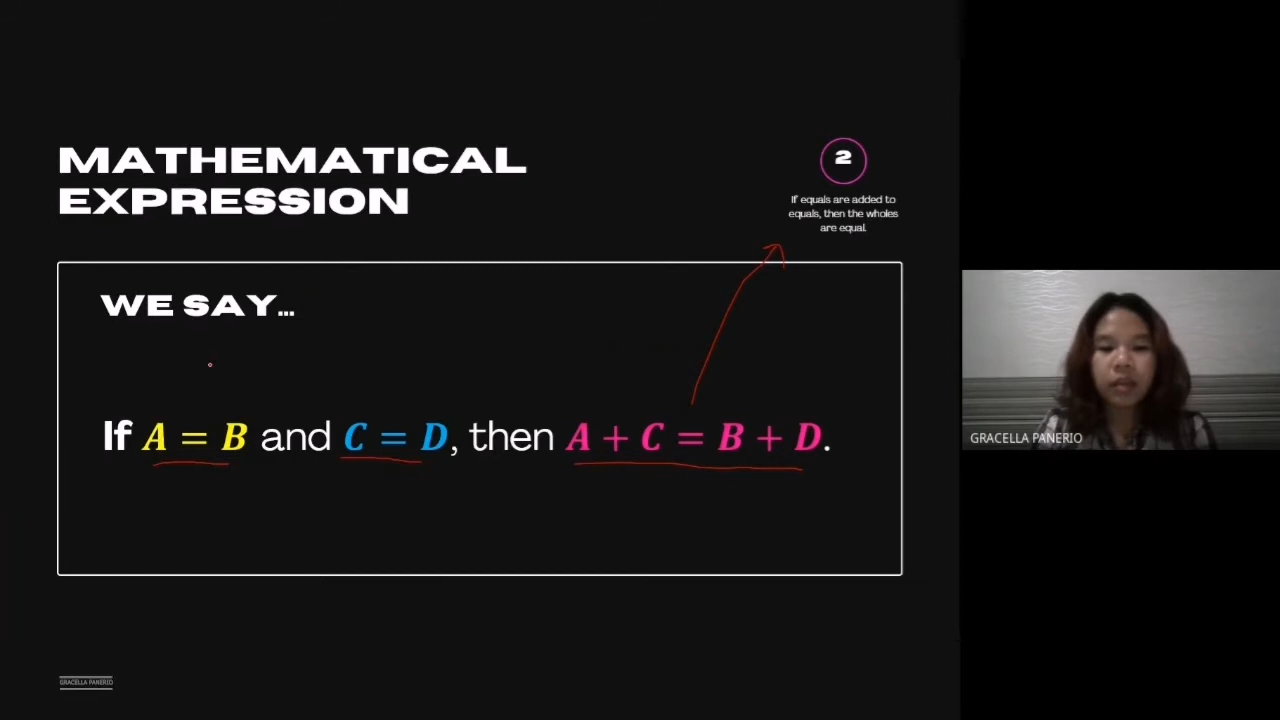 MATHEMATICAL
EXPRESSION
2
If equals are added to
equals, then the wholes
are equal.
WE SAY...
If A = B and C = D, then A + C = B + D.
GRACELLA PANERIO
GRACELLA PANERIO